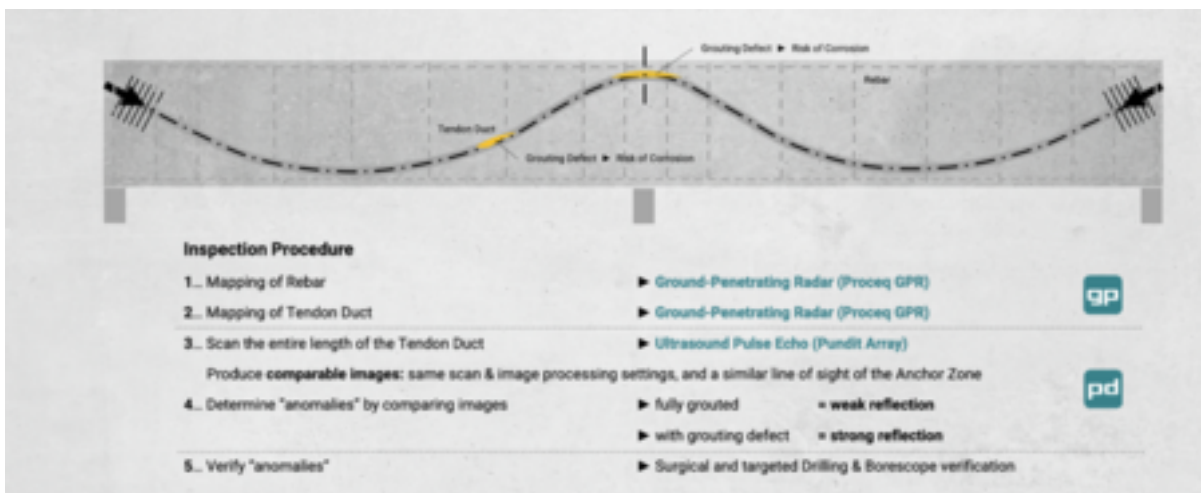 Grouting Defect ► Risk of Corrosion
Rebar
Tendon Duct
Grouting Defect ► Risk of Corrosion
Inspection Procedure
1... Mapping of Rebar ► Ground-Penetrating Radar (Proceq GPR)
gp
2... Mapping of Tendon Duct ► Ground-Penetrating Radar (Proceq GPR)
3... Scan the entire length of the Tendon Duct ► Ultrasound Pulse Echo (Pundit Array)
Produce comparable images: same scan & image processing settings, and a similar line of sight of the Anchor Zone
pd
4... Determine "anomalies" by comparing images ► fully grouted = weak reflection
► with grouting defect = strong reflection
5... Verify "anomalies" ► Surgical and targeted Drilling & Borescope verification